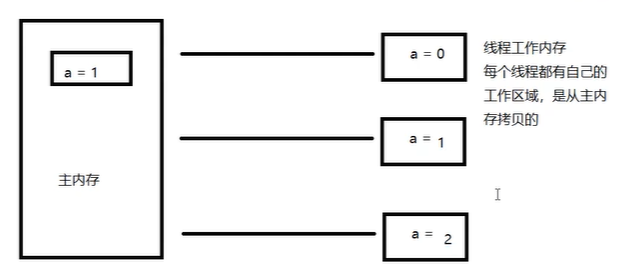 a = 1
主内存
a = 0
a = 1
a = 2
线程工作内存
每个线程都有自己的
工作区域，是从主内
存拷贝的